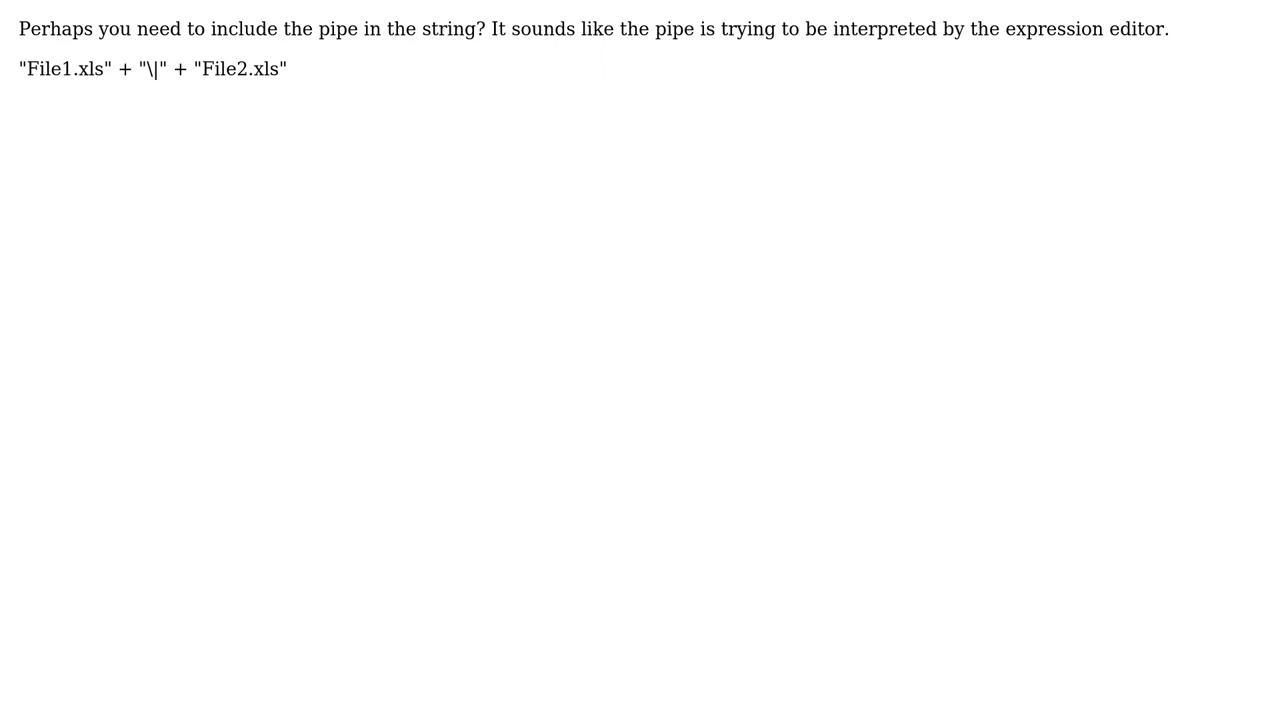 Perhaps you need to include the pipe in the string? It sounds like the pipe is trying to be interpreted by the expression editor.
"File1.xls" + "\|" + "File2.xls"